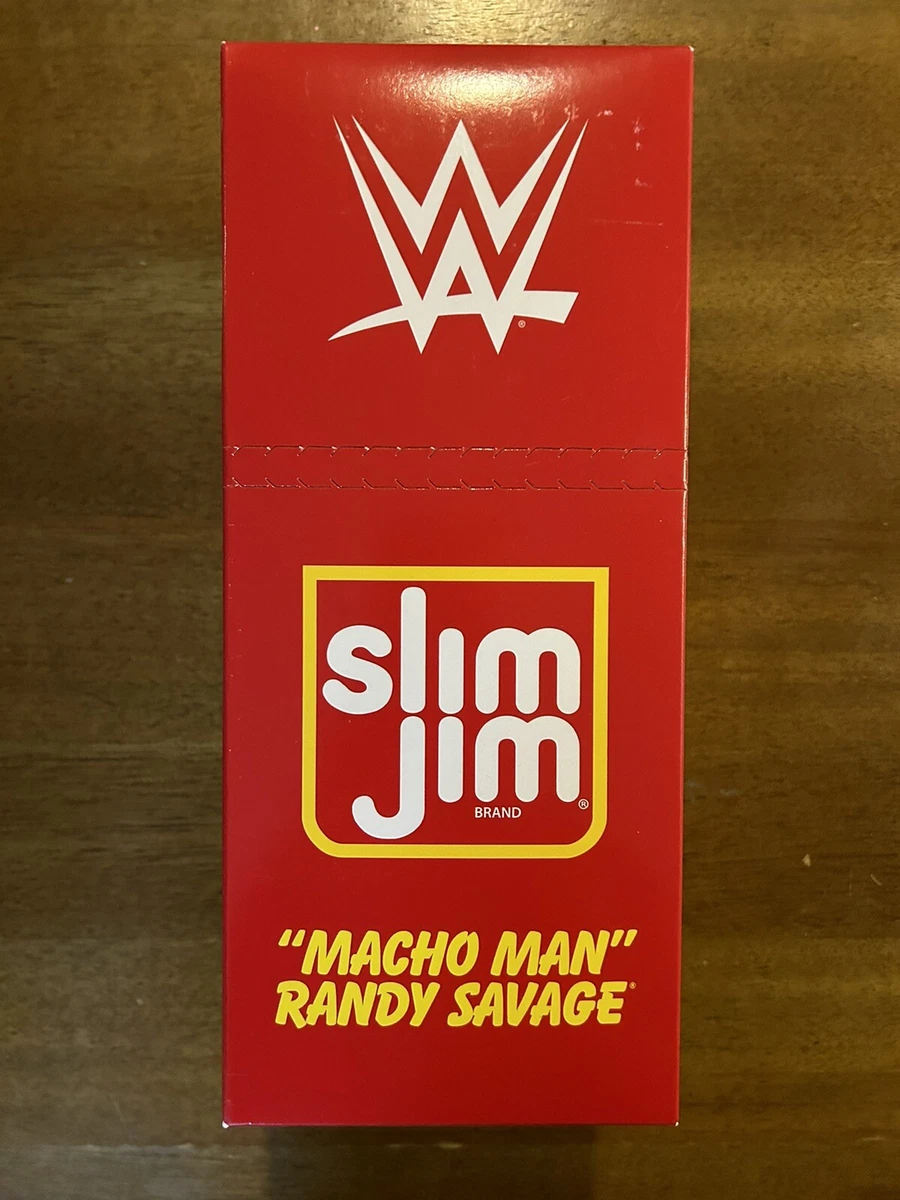 W
®
slim
jim®
BRAND
“MACHO MAN”
RANDY SAVAGE®